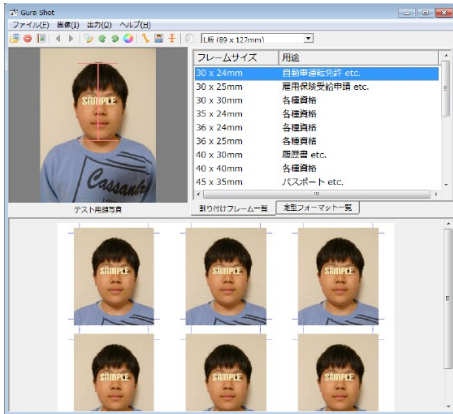 Gura Shot
ファイル(F) 画像(I) 出力(O) ヘルプ(H)
L版 (89 x 127mm)
フレームサイズ 用途
30 x 24mm 自動車運転免許 etc.
30 x 25mm 雇用保険受給申請 etc.
30 x 30mm 各種資格
35 x 24mm 各種資格
36 x 24mm 各種資格
36 x 25mm 各種資格
40 x 30mm 履歴書 etc.
40 x 40mm 各種資格
45 x 35mm パスポート etc.
SAMPLE
Cassandra
テスト用顔写真
割り付けフレーム一覧 定型フォーマット一覧
SAMPLE SAMPLE SAMPLE
SAMPLE SAMPLE SAMPLE